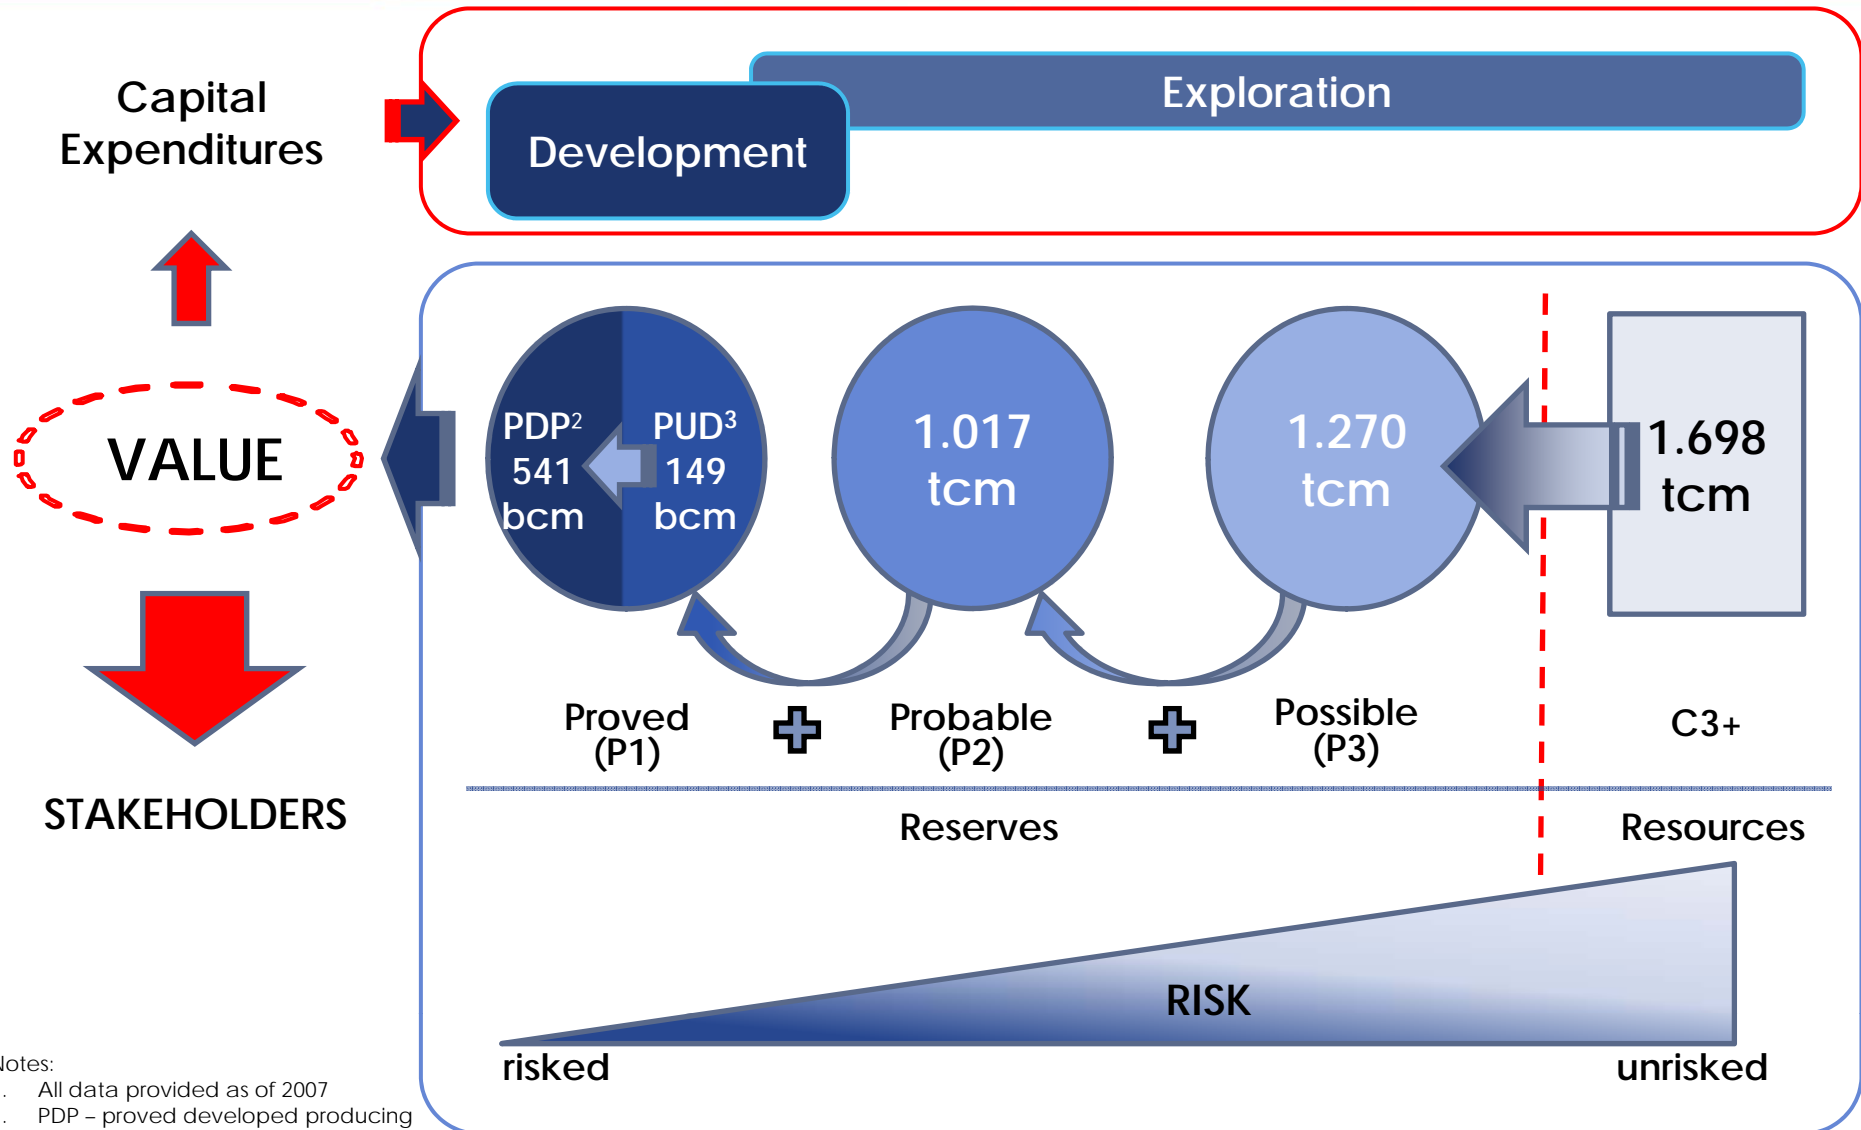 Capital
Expenditures
Exploration
Development
VALUE
STAKEHOLDERS
PDP²
541
bcm
PUD³
149
bcm
1.017
tcm
1.270
tcm
1.698
tcm
Proved
(P1)
Probable
(P2)
Possible
(P3)
C3+
Reserves
Resources
RISK
risked
unrisked
Notes:
. All data provided as of 2007
. PDP – proved developed producing